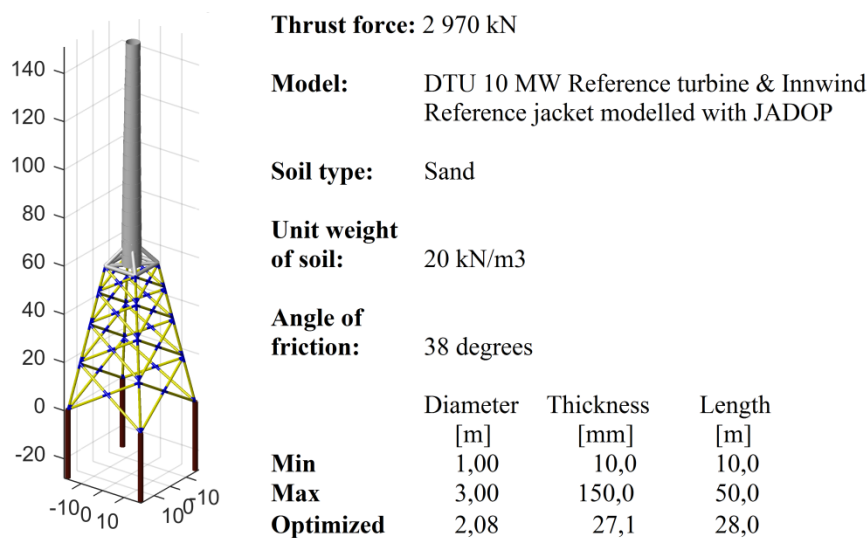 Thrust force: 2 970 kN
Model: DTU 10 MW Reference turbine & Innwind
Reference jacket modelled with JADOP
Soil type: Sand
Unit weight
of soil: 20 kN/m3
Angle of
friction: 38 degrees
Diameter Thickness Length
[m] [mm] [m]
Min 1,00 10,0 10,0
Max 3,00 150,0 50,0
Optimized 2,08 27,1 28,0
140
120
100
80
60
40
20
0
-20
-10 0 10 10 0 -10